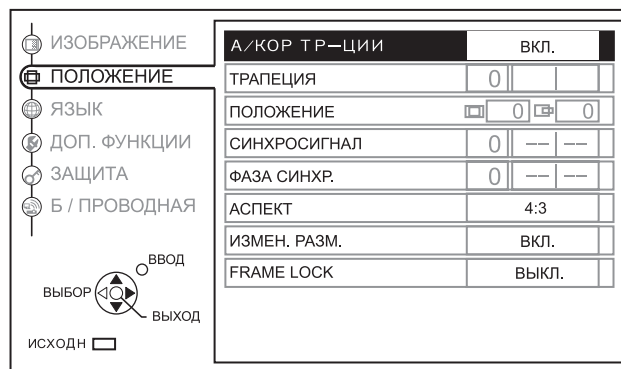 ИЗОБРАЖЕНИЕ
ПОЛОЖЕНИЕ
ЯЗЫК
ДОП. ФУНКЦИИ
ЗАЩИТА
Б / ПРОВОДНАЯ
ВВОД
ВЫБОР
ВЫХОД
ИСХОДН
А/КОР ТР—ЦИИ ВКЛ.
ТРАПЕЦИЯ 0
ПОЛОЖЕНИЕ 0 0
СИНХРОСИГНАЛ 0 -- --
ФАЗА СИНХР. 0 -- --
АСПЕКТ 4:3
ИЗМЕН. РАЗМ. ВКЛ.
FRAME LOCK ВЫКЛ.